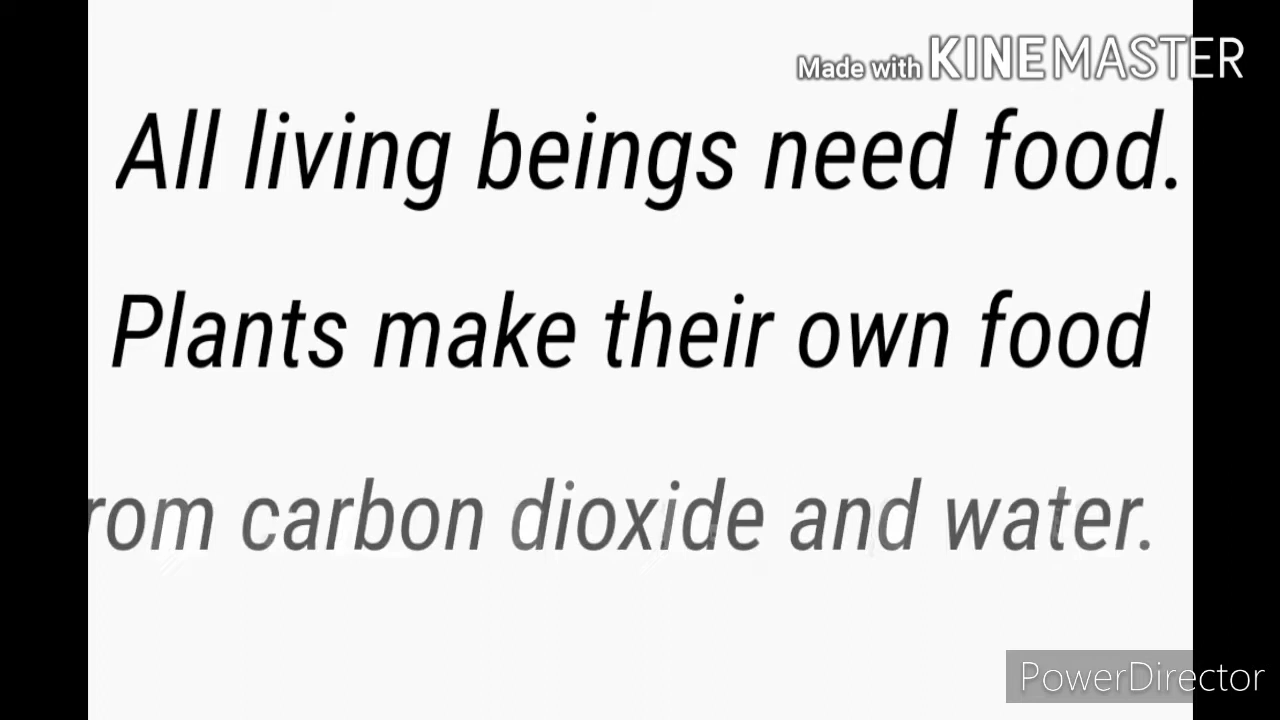 Made with KINEMASTER
All living beings need food.
Plants make their own food
rom carbon dioxide and water.
PowerDirector